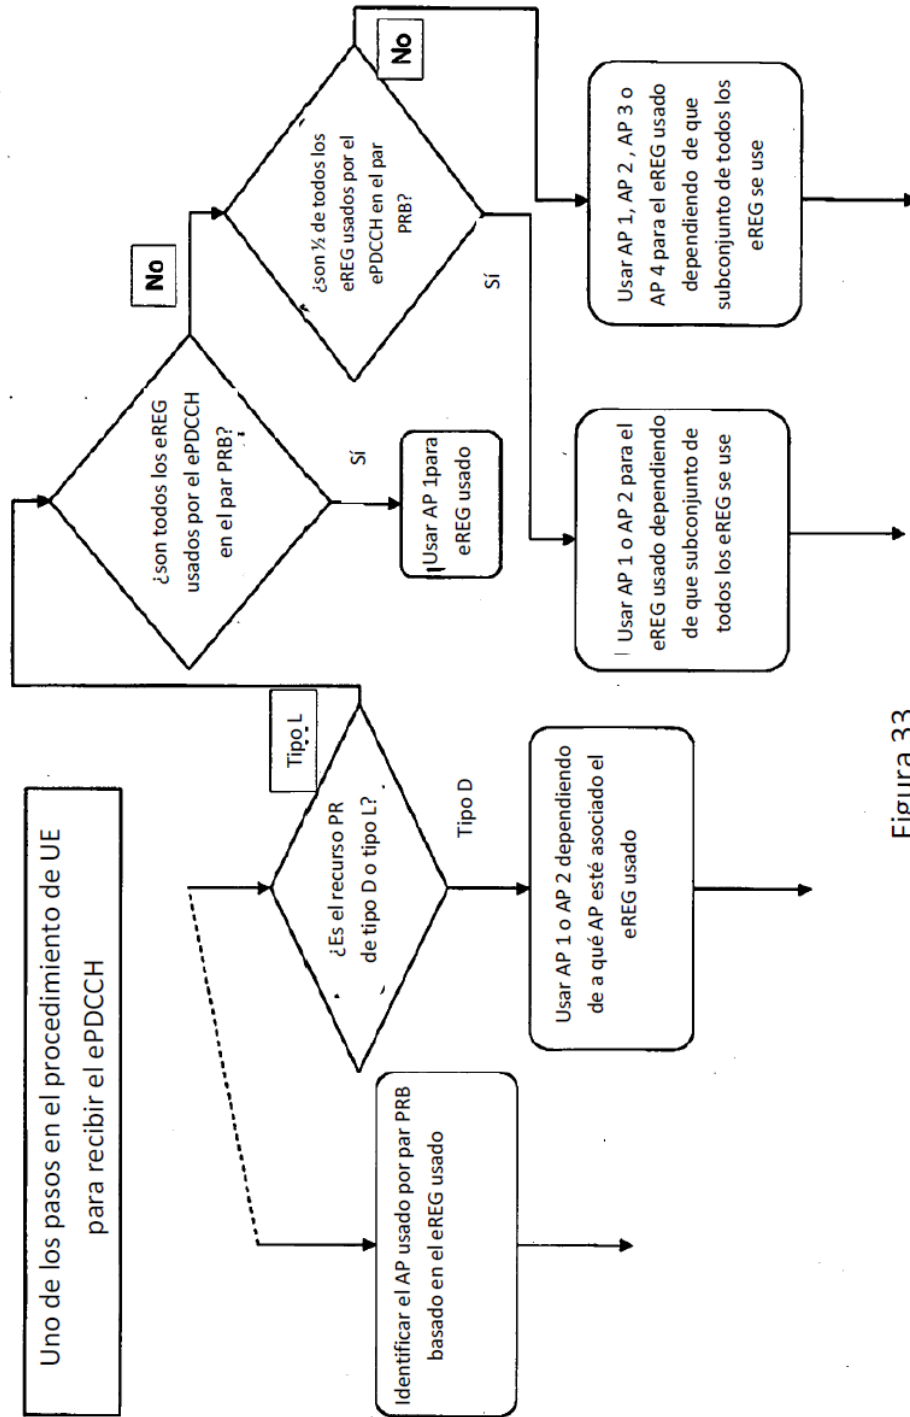 Uno de los pasos en el procedimiento de UE
para recibir el ePDCCH
Identificar el AP usado por par PRB
basado en el eREG usado
¿Es el recurso PR
de tipo D o tipo L?
Tipo L
Tipo D
Usar AP 1 o AP 2 dependiendo
de a qué AP esté asociado el
eREG usado
¿son todos los eREG
usados por el ePDCCH
en el par PRB?
No
Sí
Usar AP 1para
eREG usado
¿son ½ de todos los
eREG usados por el
ePDCCH en el par
PRB?
No
Sí
Usar AP 1 o AP 2 para el
eREG usado dependiendo
de que subconjunto de
todos los eREG se use
Usar AP 1, AP 2 , AP 3 o
AP 4 para el eREG usado
dependiendo de que
subconjunto de todos los
eREG se use
Figura 33